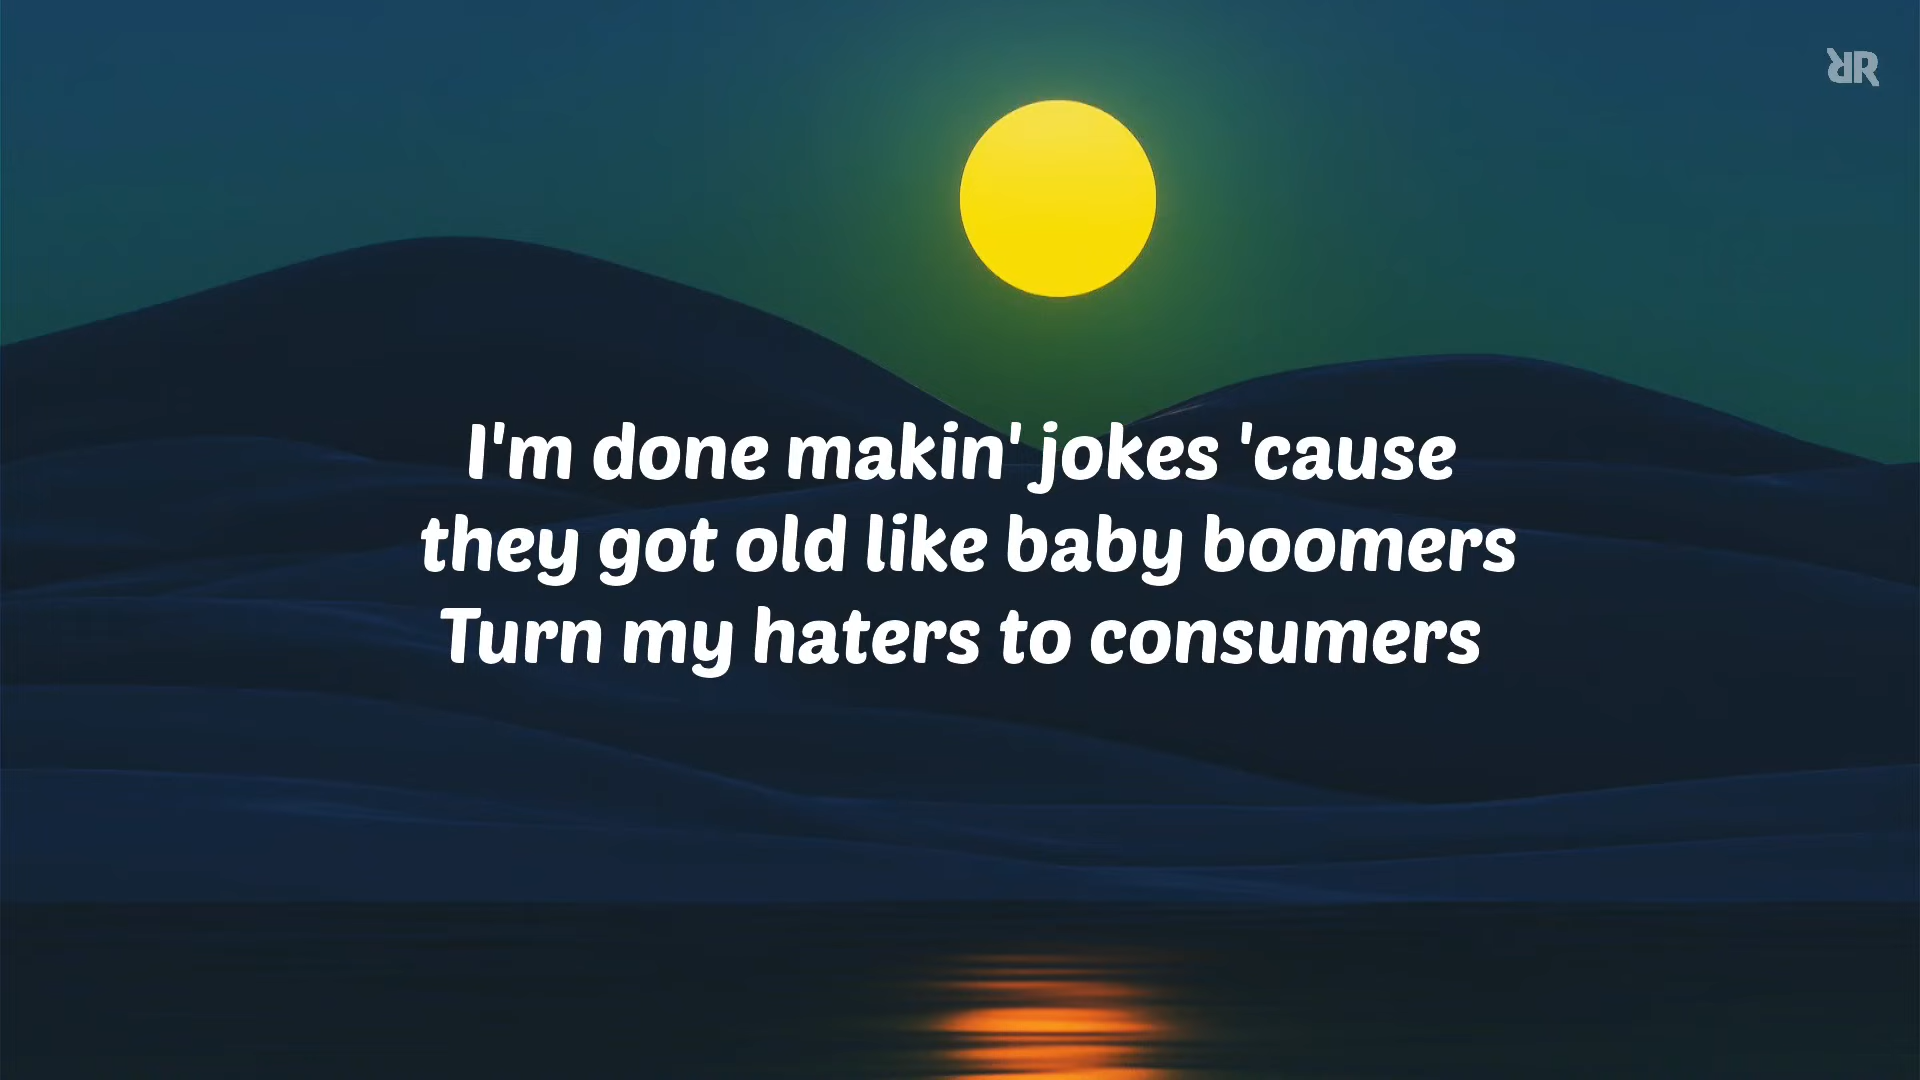 I'm done makin' jokes 'cause
they got old like baby boomers
Turn my haters to consumers